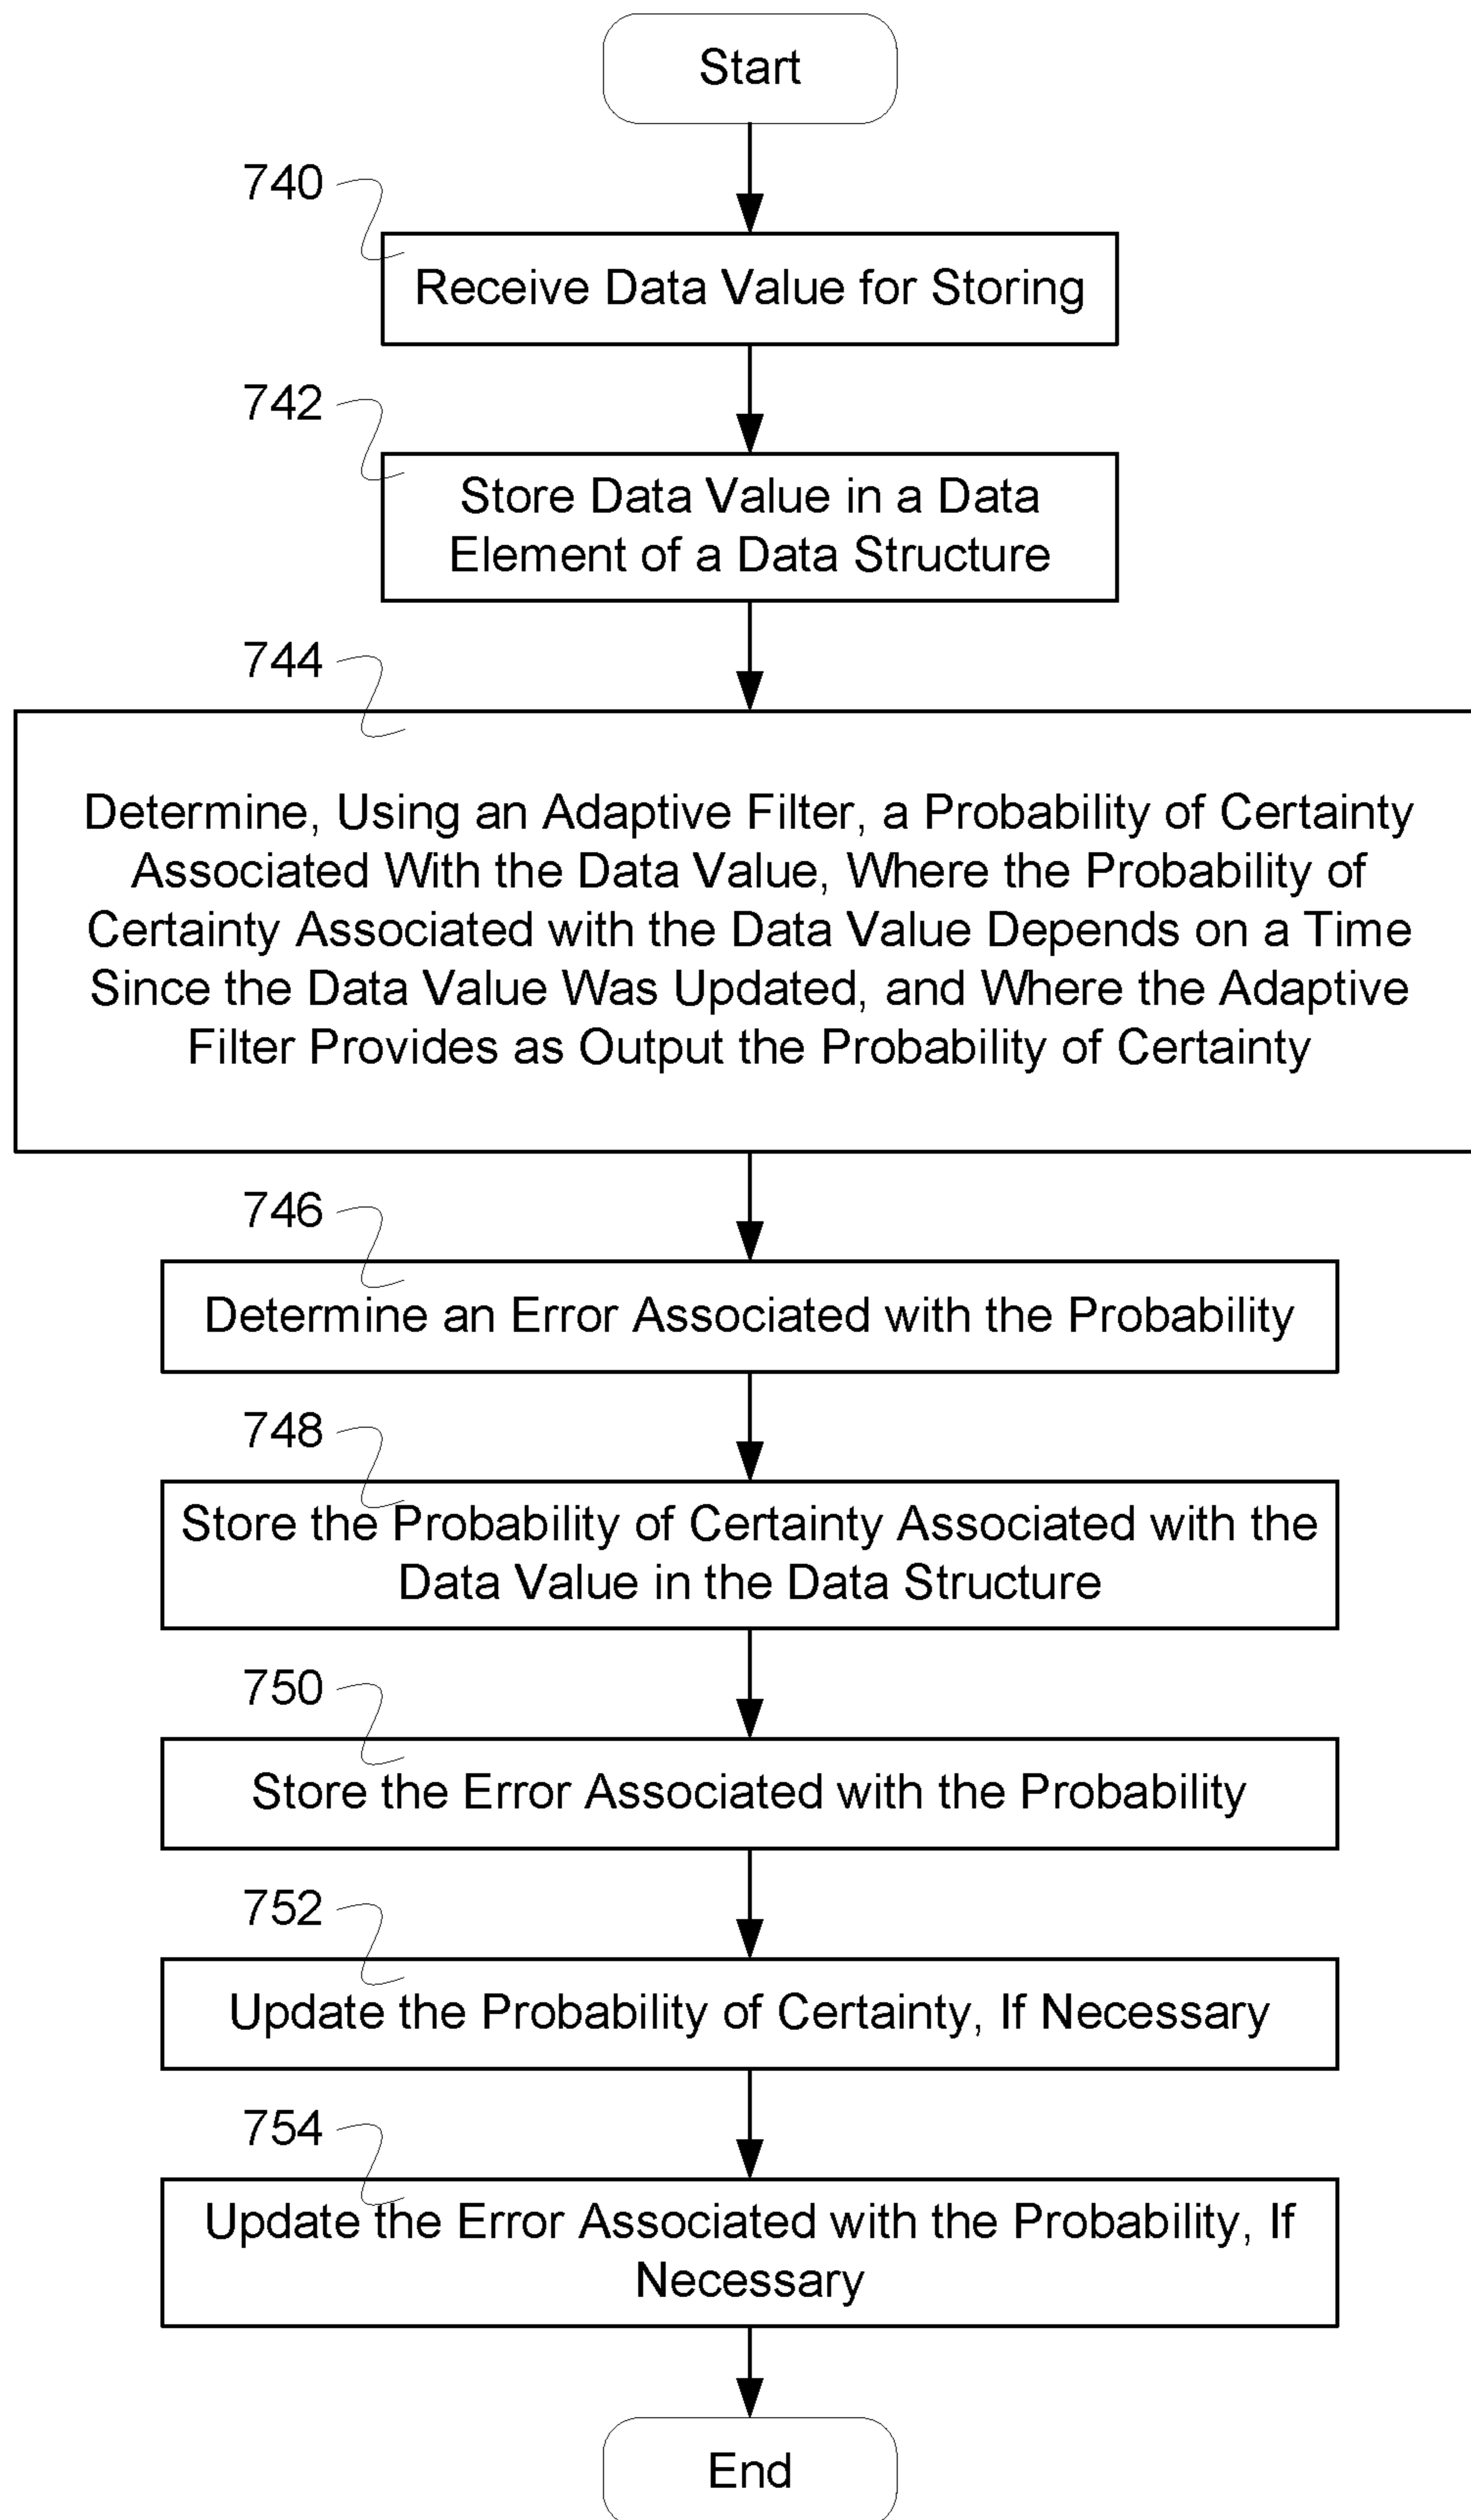 Start
740
Receive Data Value for Storing
742
Store Data Value in a Data
Element of a Data Structure
744
Determine, Using an Adaptive Filter, a Probability of Certainty
Associated With the Data Value, Where the Probability of
Certainty Associated with the Data Value Depends on a Time
Since the Data Value Was Updated, and Where the Adaptive
Filter Provides as Output the Probability of Certainty
746
Determine an Error Associated with the Probability
748
Store the Probability of Certainty Associated with the
Data Value in the Data Structure
750
Store the Error Associated with the Probability
752
Update the Probability of Certainty, If Necessary
754
Update the Error Associated with the Probability, If
Necessary
End